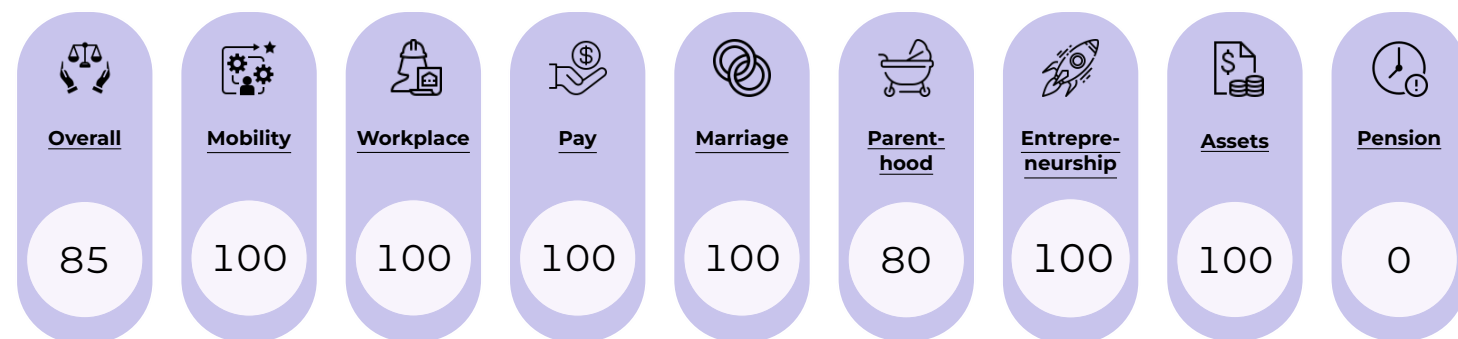 Overall
Mobility
Workplace
Pay
Marriage
Parent-
hood
Entrepre-
neurship
Assets
Pension
85
100
100
100
100
80
100
100
0